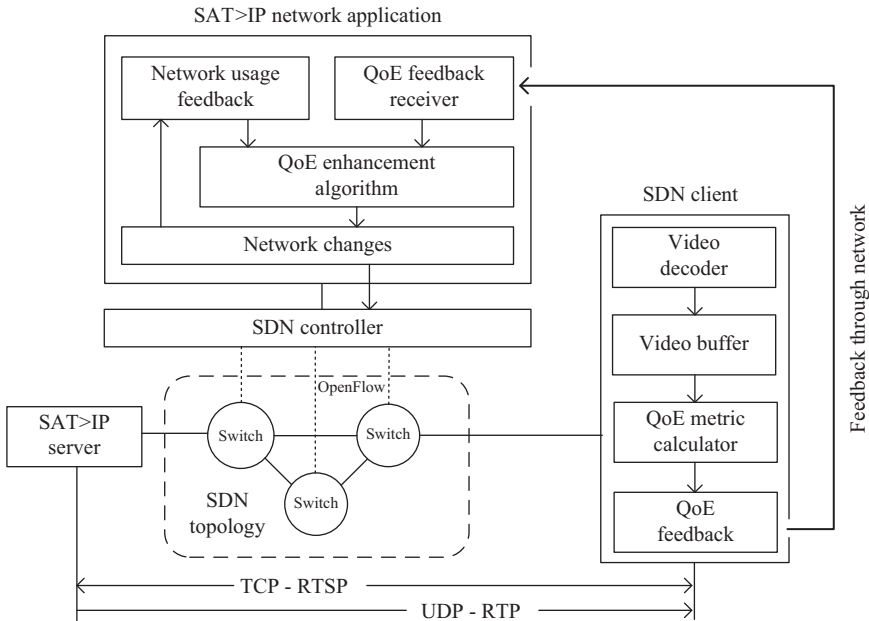 SAT>IP network application
Network usage
feedback
QoE feedback
receiver
QoE enhancement
algorithm
Network changes
SDN controller
OpenFlow
SAT>IP
server
Switch
Switch
Switch
SDN
topology
SDN client
Video
decoder
Video buffer
QoE metric
calculator
QoE
feedback
Feedback through network
TCP - RTSP
UDP - RTP